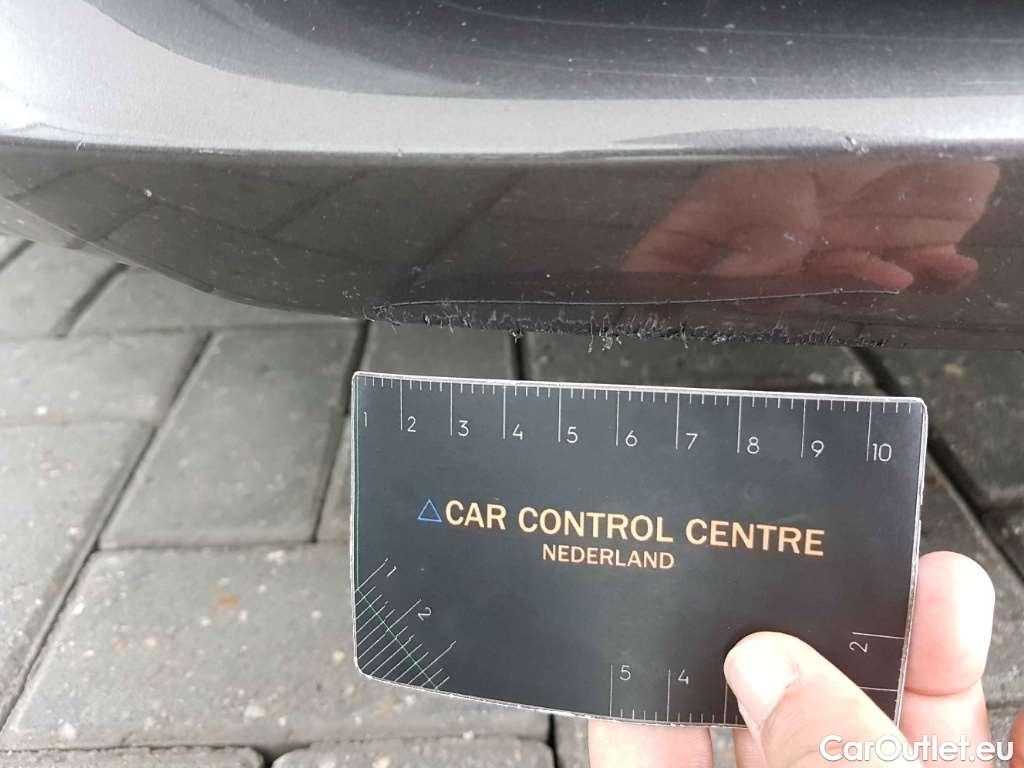 1 2 3 4 5 6 7 8 9 10
CAR CONTROL CENTRE
NEDERLAND
1
2
5 4
2
CarOutlet.eu